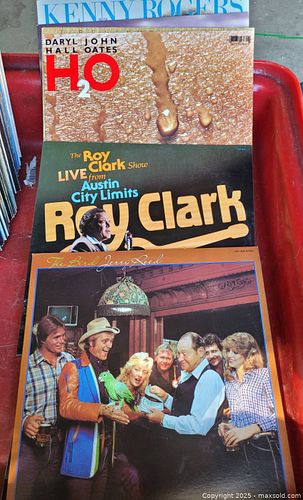 KENNY ROGERS
DARYL JOHN
HALL OATES
H2O
The Roy
Clark Show
LIVE from
Austin
City Limits
Roy Clark
The Bird Jerry Reed
Copyright © 2025 - maxsold.com